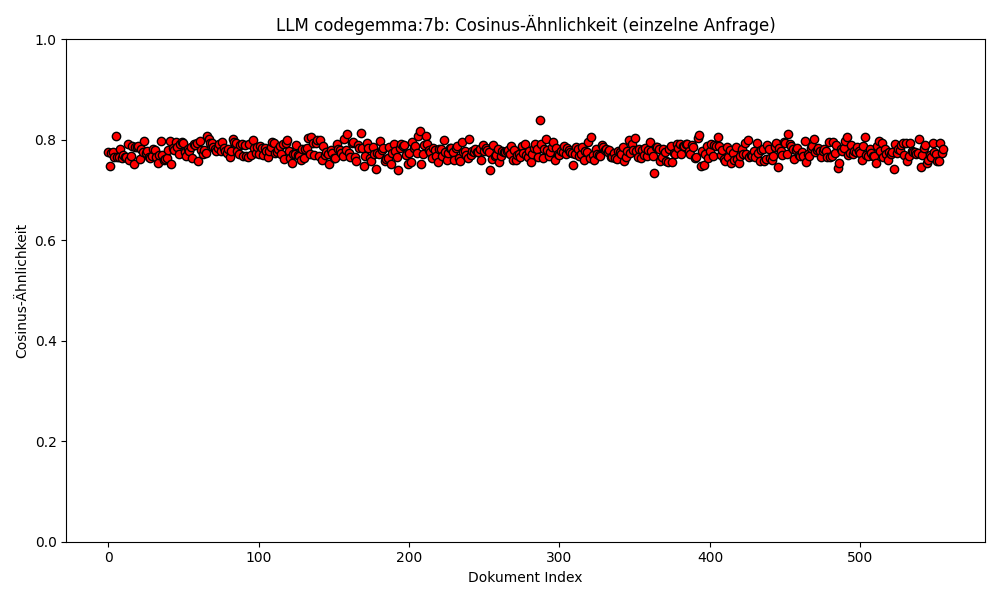 LLM codegemma:7b: Cosinus-Ähnlichkeit (einzelne Anfrage)
1.0
0.8
0.6
0.4
0.2
0.0
Cosinus-Ähnlichkeit
0 100 200 300 400 500
Dokument Index